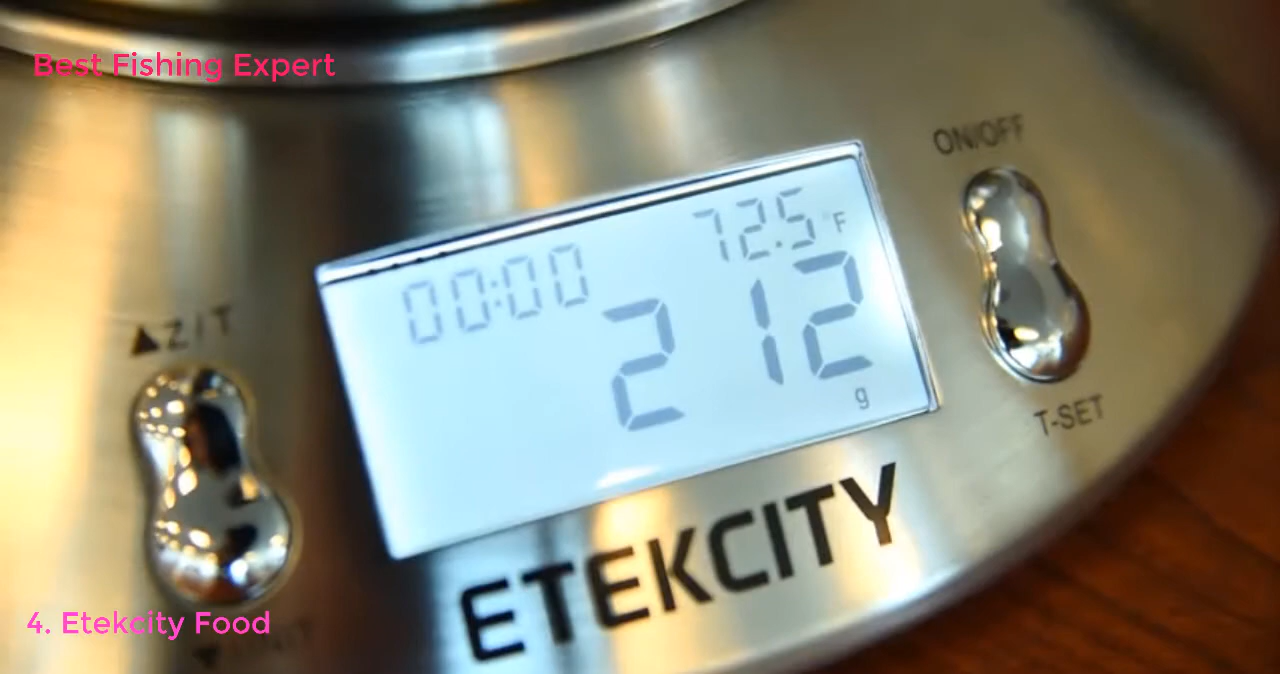 Best Fishing Expert
ON/OFF
72.5 °F
00:00
212
g
▲Z/T
T-SET
ETEKCITY
4. Etekcity Food